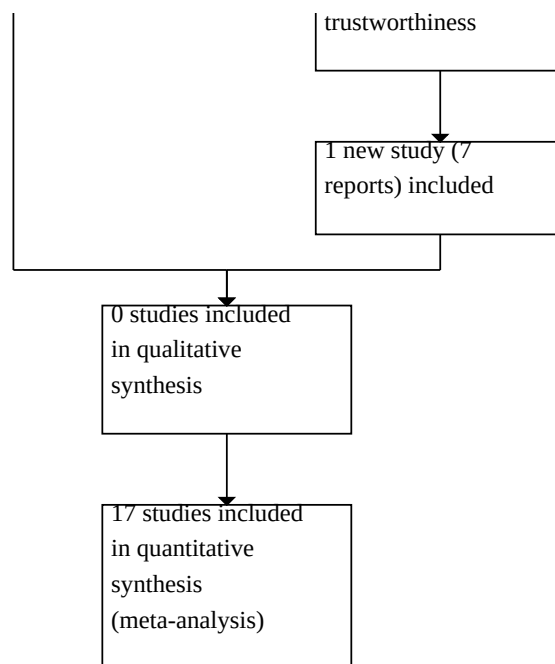 trustworthiness
1 new study (7
reports) included
0 studies included
in qualitative
synthesis
17 studies included
in quantitative
synthesis
(meta-analysis)